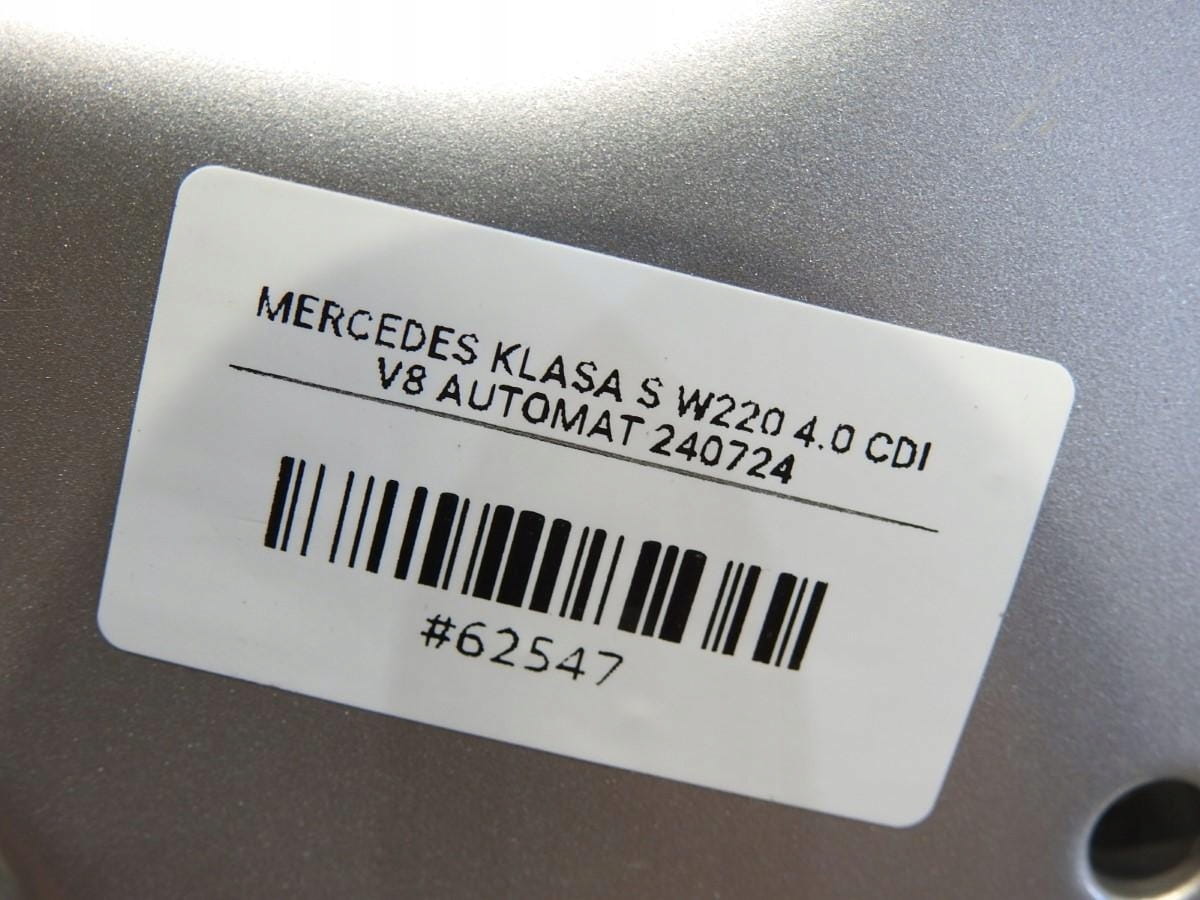 MERCEDES KLASA S W220 4.0 CDI
V8 AUTOMAT 240724
#62547